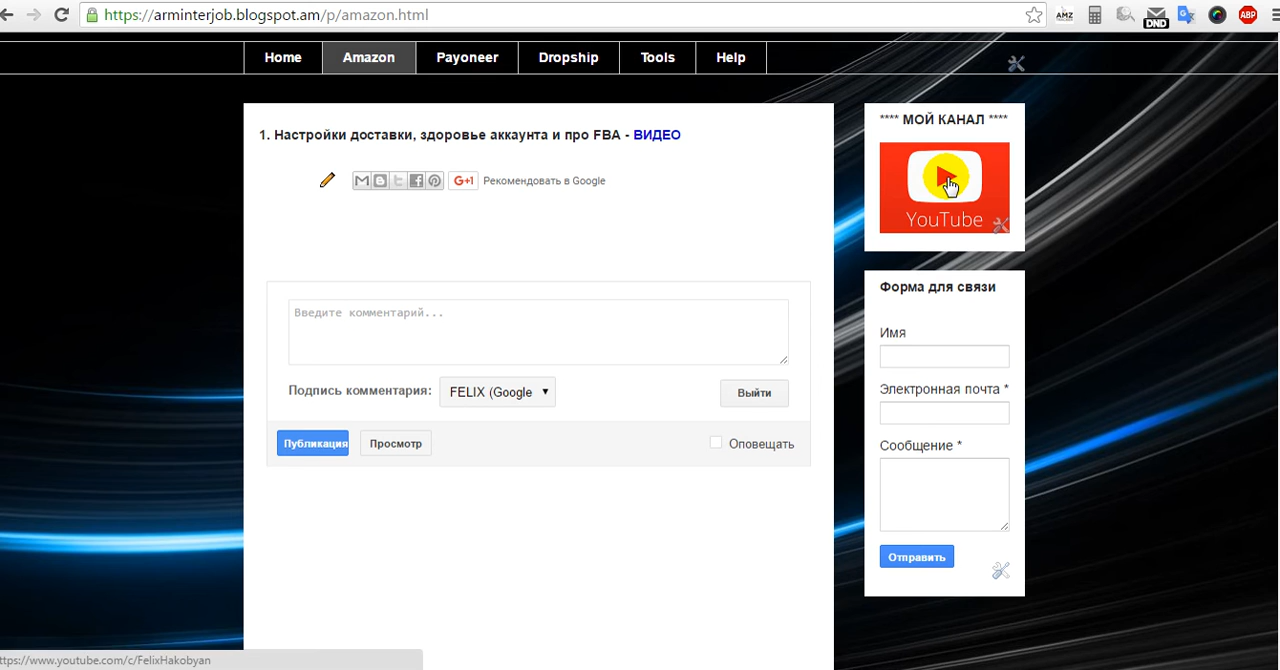 https://arminterjob.blogspot.am/p/amazon.html
AMZ
DND
ABP
Home
Amazon
Payoneer
Dropship
Tools
Help
1. Настройки доставки, здоровье аккаунта и про FBA - ВИДЕО
G+1 Рекомендовать в Google
Введите комментарий...
Подпись комментария: FELIX (Google
Выйти
Публикация
Просмотр
Оповещать
**** МОЙ КАНАЛ ****
YouTube
Форма для связи
Имя
Электронная почта *
Сообщение *
Отправить
ttps://www.youtube.com/c/FelixHakobyan